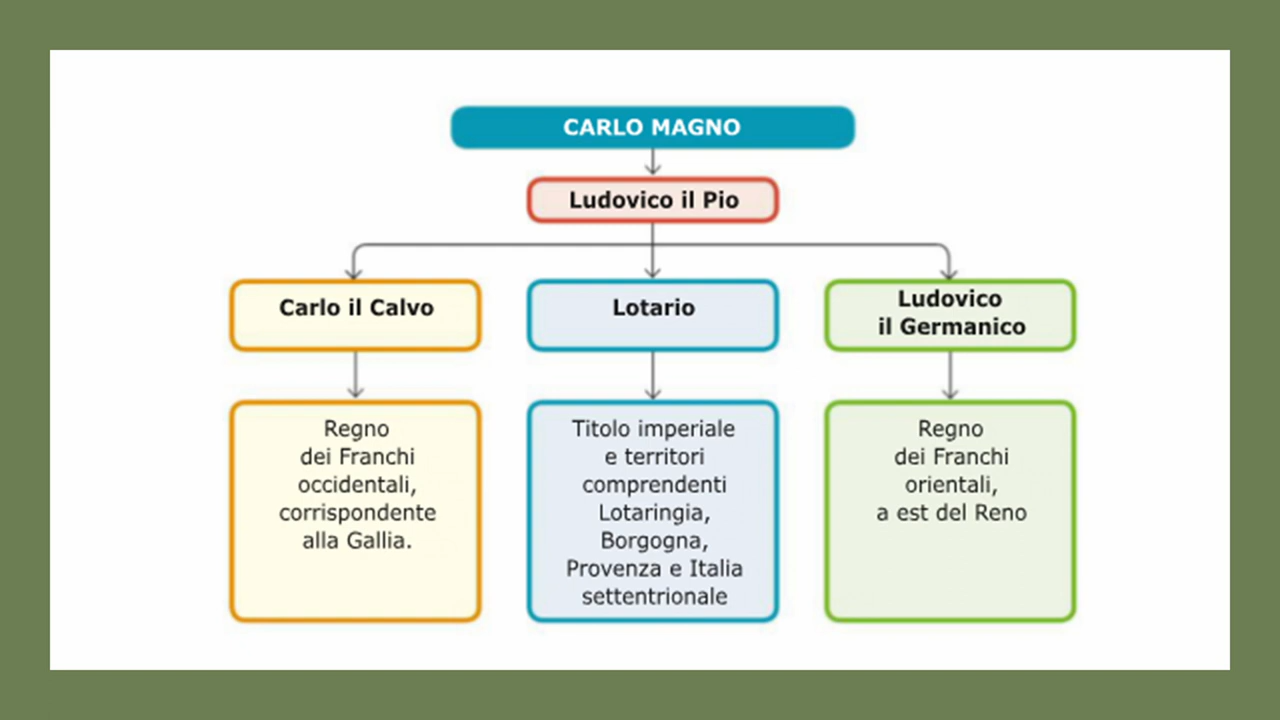 CARLO MAGNO
Ludovico il Pio
Carlo il Calvo
Lotario
Ludovico
il Germanico
Regno
dei Franchi
occidentali,
corrispondente
alla Gallia.
Titolo imperiale
e territori
comprendenti
Lotaringia,
Borgogna,
Provenza e Italia
settentrionale
Regno
dei Franchi
orientali,
a est del Reno